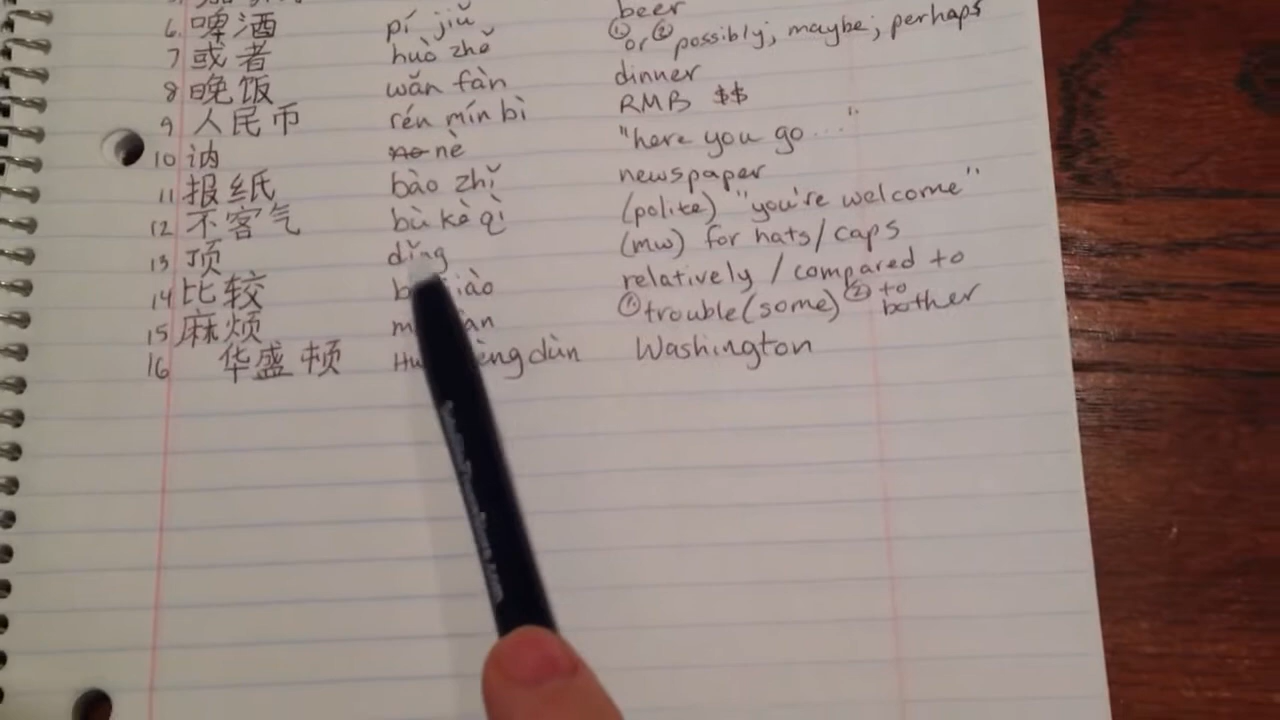 6. 啤酒 pí jiǔ beer
7 或者 huò zhě ① or ② possibly; maybe; perhaps
8 晚饭 wǎn fàn dinner
9 人民币 rén mín bì RMB $$
10 讷 nè "here you go ..."
11 报纸 bào zhǐ newspaper
12 不客气 bù kè qì (polite) "you're welcome"
13 顶 dǐng (mw) for hats/caps
14 比较 relatively / compared to
15 麻烦 ① trouble(some) ② to bother
16 华盛顿 Washington